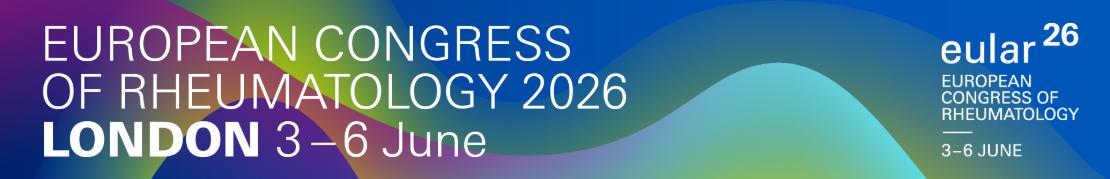 EUROPEAN CONGRESS
OF RHEUMATOLOGY 2026
LONDON 3–6 June
eular 26
EUROPEAN
CONGRESS OF
RHEUMATOLOGY
3–6 JUNE